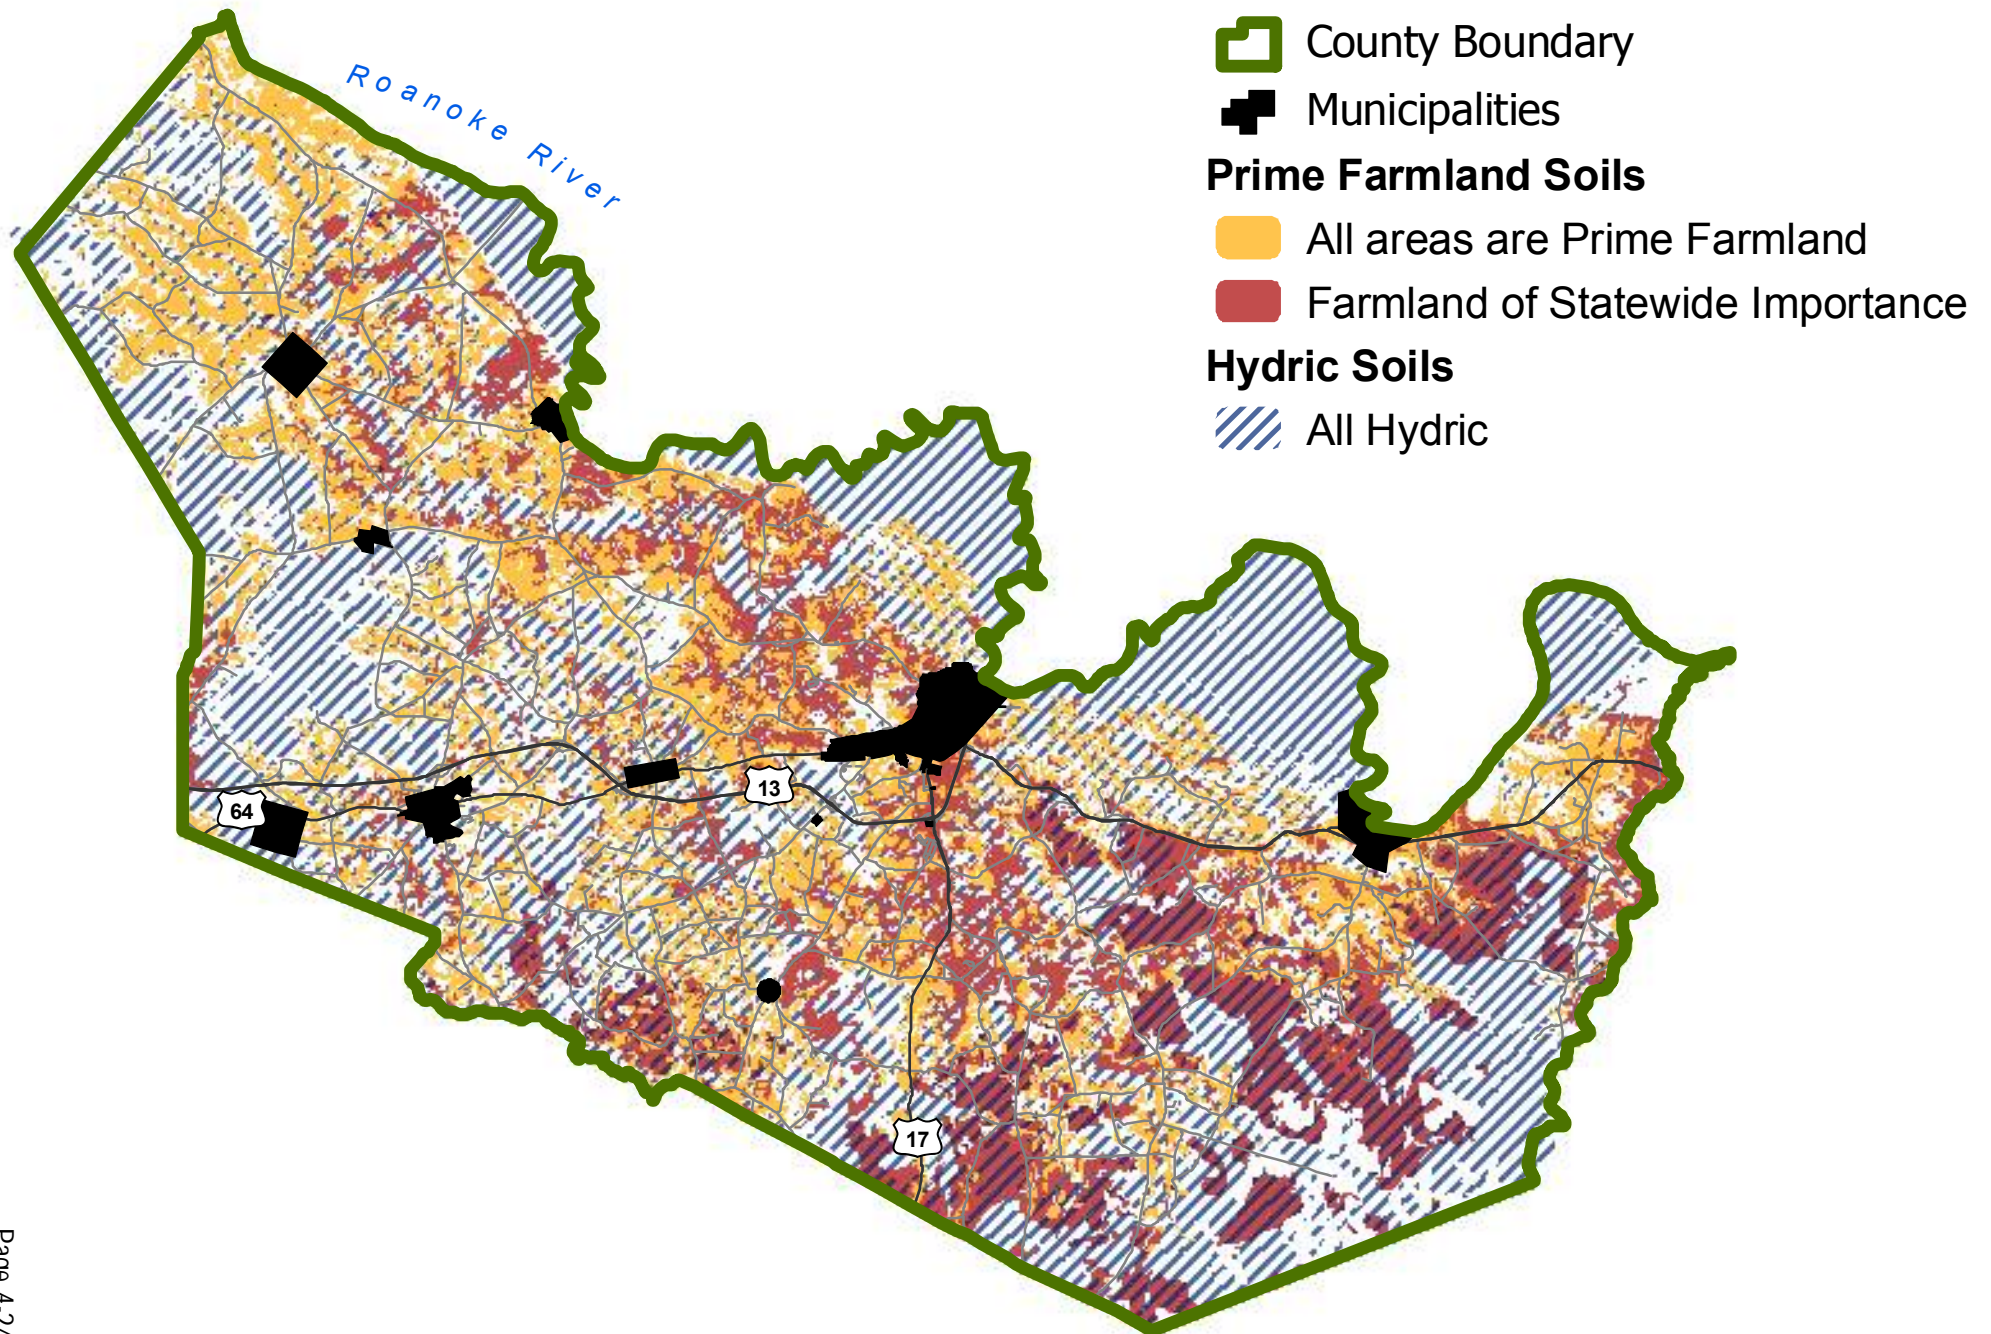 Roanoke River
County Boundary
Municipalities
Prime Farmland Soils
All areas are Prime Farmland
Farmland of Statewide Importance
Hydric Soils
All Hydric
13
64
17